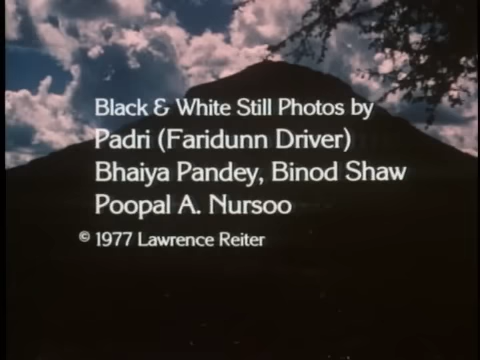 Black & White Still Photos by
Padri (Faridunn Driver)
Bhaiya Pandey, Binod Shaw
Poopal A. Nursoo
© 1977 Lawrence Reiter